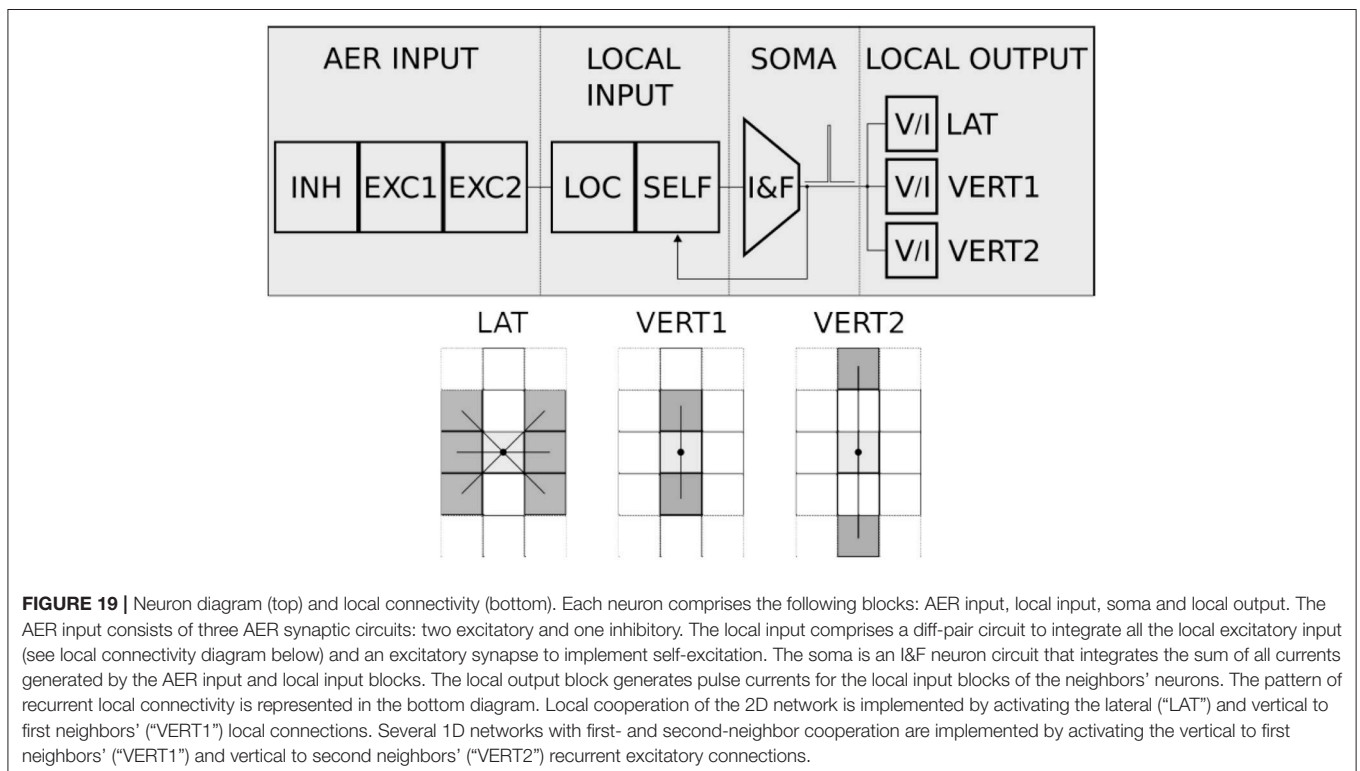 AER INPUT
LOCAL INPUT
SOMA
LOCAL OUTPUT
INH
EXC1
EXC2
LOC
SELF
I&F
V/I LAT
V/I VERT1
V/I VERT2
LAT
VERT1
VERT2
FIGURE 19 | Neuron diagram (top) and local connectivity (bottom). Each neuron comprises the following blocks: AER input, local input, soma and local output. The
AER input consists of three AER synaptic circuits: two excitatory and one inhibitory. The local input comprises a diff-pair circuit to integrate all the local excitatory input
(see local connectivity diagram below) and an excitatory synapse to implement self-excitation. The soma is an I&F neuron circuit that integrates the sum of all currents
generated by the AER input and local input blocks. The local output block generates pulse currents for the local input blocks of the neighbors' neurons. The pattern of
recurrent local connectivity is represented in the bottom diagram. Local cooperation of the 2D network is implemented by activating the lateral (“LAT”) and vertical to
first neighbors' (“VERT1”) local connections. Several 1D networks with first- and second-neighbor cooperation are implemented by activating the vertical to first
neighbors' (“VERT1”) and vertical to second neighbors' (“VERT2”) recurrent excitatory connections.